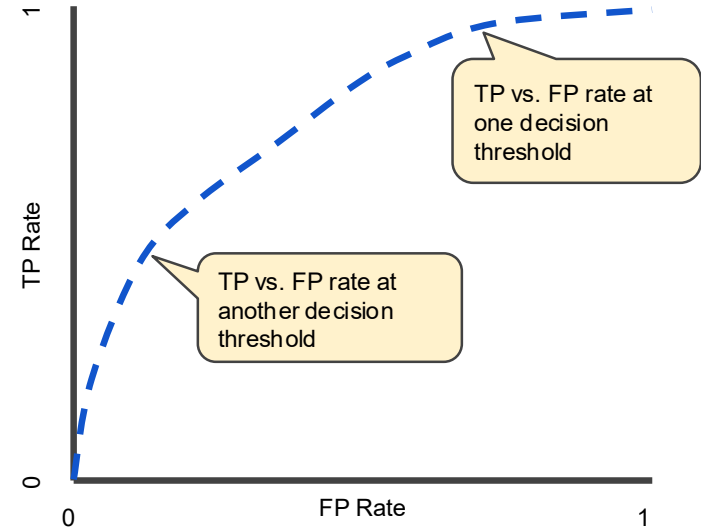 1
TP vs. FP rate at
one decision
threshold
TP Rate
TP vs. FP rate at
another decision
threshold
0
0
FP Rate
1